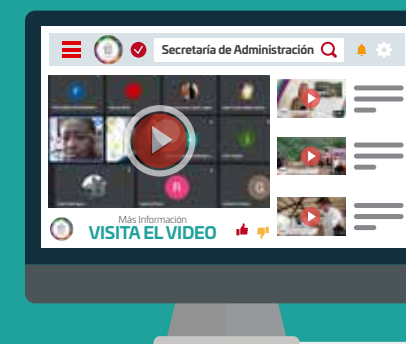 Secretaría de Administración
R
G
Más Información
VISITA EL VIDEO